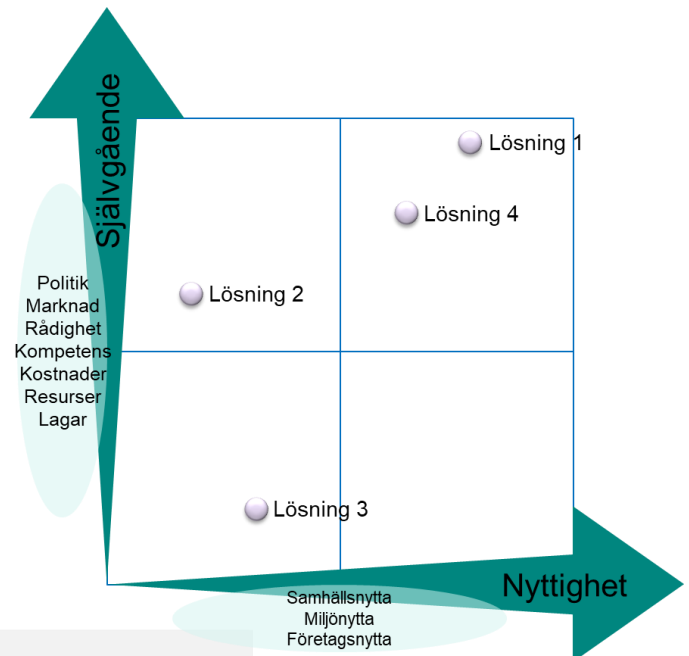 Självgående
Lösning 1
Lösning 4
Lösning 2
Politik
Marknad
Rådighet
Kompetens
Kostnader
Resurser
Lagar
Lösning 3
Nyttighet
Samhällsnytta
Miljönytta
Företagsnytta